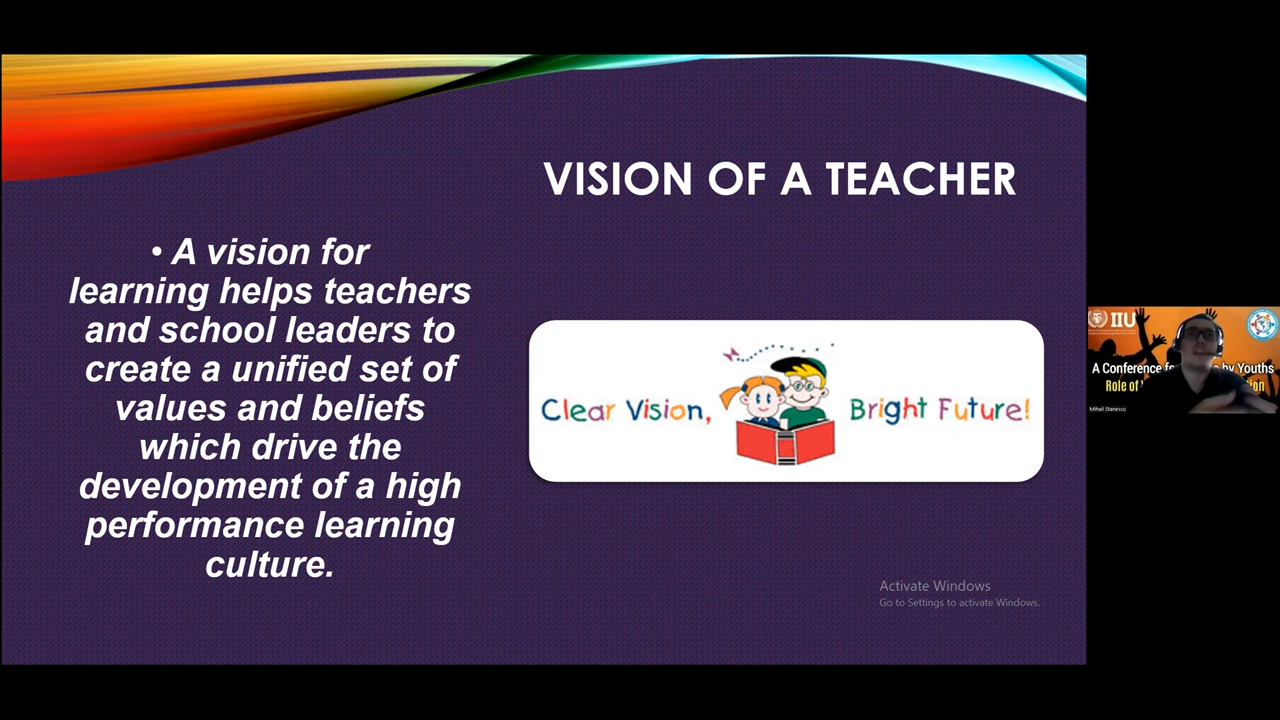 VISION OF A TEACHER
• A vision for
learning helps teachers
and school leaders to
create a unified set of
values and beliefs
which drive the
development of a high
performance learning
culture.
Clear Vision, Bright Future!
Activate Windows
Go to Settings to activate Windows.
IIU
A Conference by Youths
Role of
Mihail Stanescu